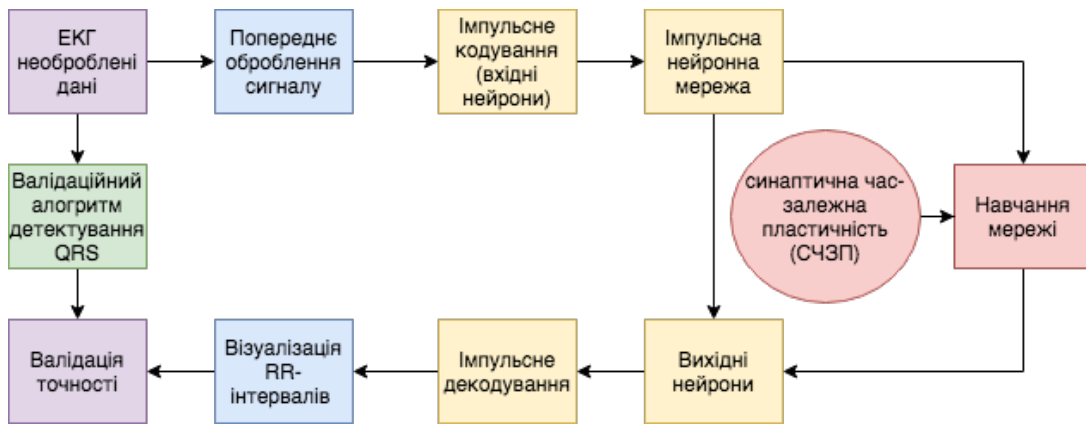 ЕКГ
необроблені
дані
Попереднє
оброблення
сигналу
Імпульсне
кодування
(вхідні
нейрони)
Імпульсна
нейронна
мережа
Валідаційний
алогритм
детектування
QRS
синаптична час-
залежна
пластичність
(СЧЗП)
Навчання
мережі
Валідація
точності
Візуалізація
RR-
інтервалів
Імпульсне
декодування
Вихідні
нейрони